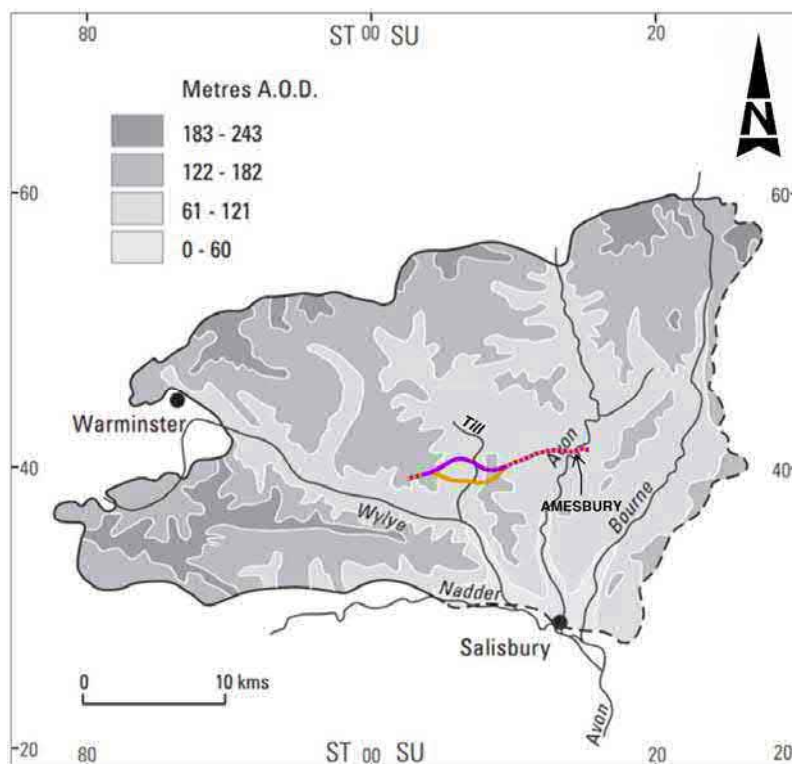 80
ST 00 SU
20
Metres A.O.D.
183 - 243
122 - 182
61 - 121
0 - 60
N
60
60
Warminster
Till
Avon
40
40
AMESBURY
Wylye
Bourne
Nadder
Salisbury
0
10 kms
Avon
20
80
ST 00 SU
20
20